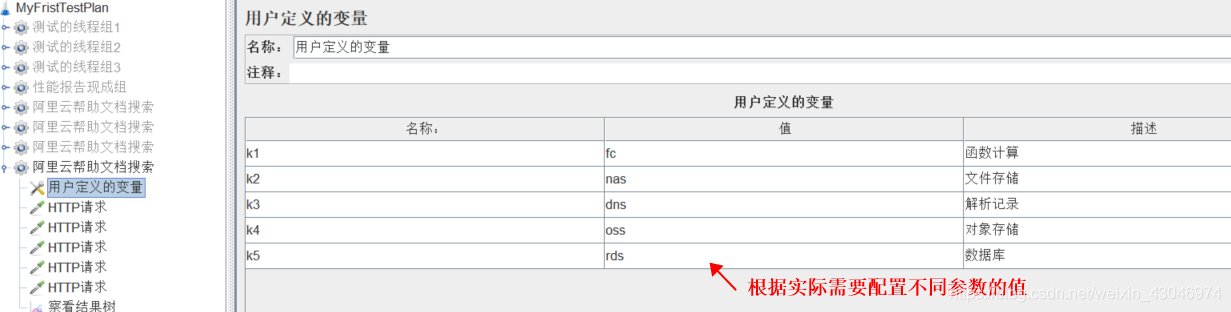 MyFristTestPlan
测试的线程组1
测试的线程组2
测试的线程组3
性能报告现成组
阿里云帮助文档搜索
阿里云帮助文档搜索
阿里云帮助文档搜索
阿里云帮助文档搜索
用户定义的变量
HTTP请求
HTTP请求
HTTP请求
HTTP请求
HTTP请求
察看结果树
用户定义的变量
名称： 用户定义的变量
注释：
用户定义的变量
名称： 值 描述
k1 fc 函数计算
k2 nas 文件存储
k3 dns 解析记录
k4 oss 对象存储
k5 rds 数据库
根据实际需要配置不同参数的值
https://blog.csdn.net/weixin_43046974